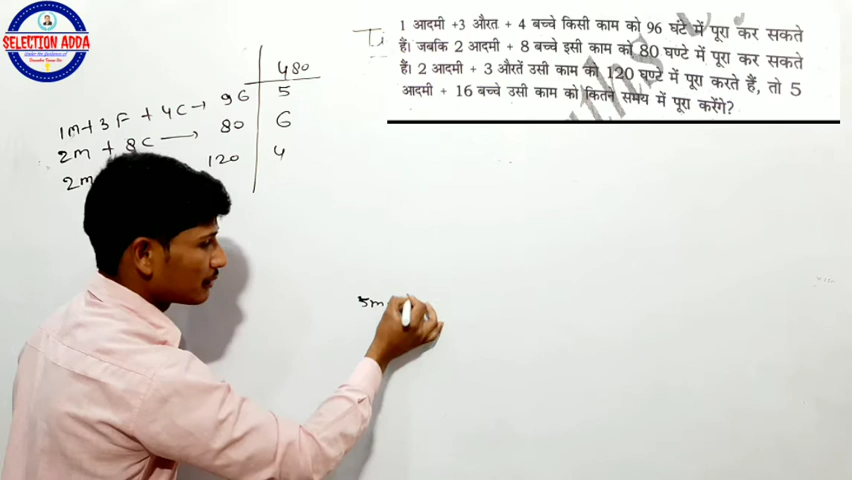 SELECTION ADDA
1 आदमी +3 औरत + 4 बच्चे किसी काम को 96 घंटे में पूरा कर सकते
हैं। जबकि 2 आदमी + 8 बच्चे इसी काम को 80 घण्टे में पूरा कर सकते
हैं। 2 आदमी + 3 औरतें उसी काम को 120 घण्टे में पूरा करते हैं, तो 5
आदमी + 16 बच्चे उसी काम को कितने समय में पूरा करेंगे?
480
1m+3F+4C→ 96 5
2m + 8C → 80 6
2m 120 4
5m